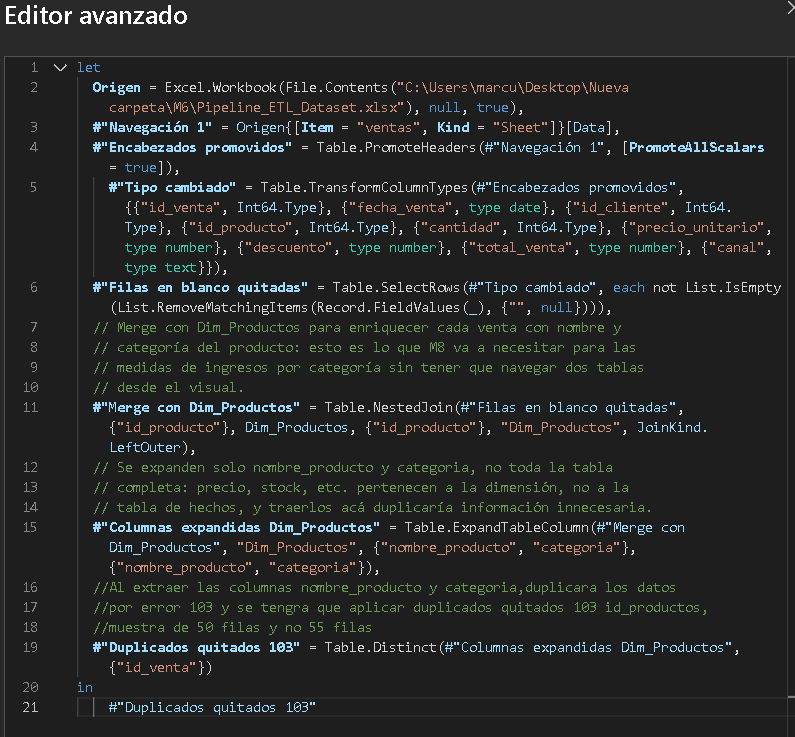 Editor avanzado
1 let
2 Origen = Excel.Workbook(File.Contents("C:\Users\marcu\Desktop\Nueva
carpeta\M6\Pipeline_ETL_Dataset.xlsx"), null, true),
3 #"Navegación 1" = Origen{[Item = "ventas", Kind = "Sheet"]}[Data],
4 #"Encabezados promovidos" = Table.PromoteHeaders(#"Navegación 1", [PromoteAllScalars
= true]),
5 #"Tipo cambiado" = Table.TransformColumnTypes(#"Encabezados promovidos",
{{"id_venta", Int64.Type}, {"fecha_venta", type date}, {"id_cliente", Int64.
Type}, {"id_producto", Int64.Type}, {"cantidad", Int64.Type}, {"precio_unitario",
type number}, {"descuento", type number}, {"total_venta", type number}, {"canal",
type text}}),
6 #"Filas en blanco quitadas" = Table.SelectRows(#"Tipo cambiado", each not List.IsEmpty
(List.RemoveMatchingItems(Record.FieldValues(_), {"", null}))),
7 // Merge con Dim_Productos para enriquecer cada venta con nombre y
8 // categoría del producto: esto es lo que M8 va a necesitar para las
9 // medidas de ingresos por categoría sin tener que navegar dos tablas
10 // desde el visual.
11 #"Merge con Dim_Productos" = Table.NestedJoin(#"Filas en blanco quitadas",
{"id_producto"}, Dim_Productos, {"id_producto"}, "Dim_Productos", JoinKind.
LeftOuter),
12 // Se expanden solo nombre_producto y categoria, no toda la tabla
13 // completa: precio, stock, etc. pertenecen a la dimensión, no a la
14 // tabla de hechos, y traerlos acá duplicaría información innecesaria.
15 #"Columnas expandidas Dim_Productos" = Table.ExpandTableColumn(#"Merge con
Dim_Productos", "Dim_Productos", {"nombre_producto", "categoria"},
{"nombre_producto", "categoria"}),
16 //Al extraer las columnas nombre_producto y categoria,duplicara los datos
17 //por error 103 y se tengra que aplicar duplicados quitados 103 id_productos,
18 //muestra de 50 filas y no 55 filas
19 #"Duplicados quitados 103" = Table.Distinct(#"Columnas expandidas Dim_Productos",
{"id_venta"})
20 in
21 #"Duplicados quitados 103"